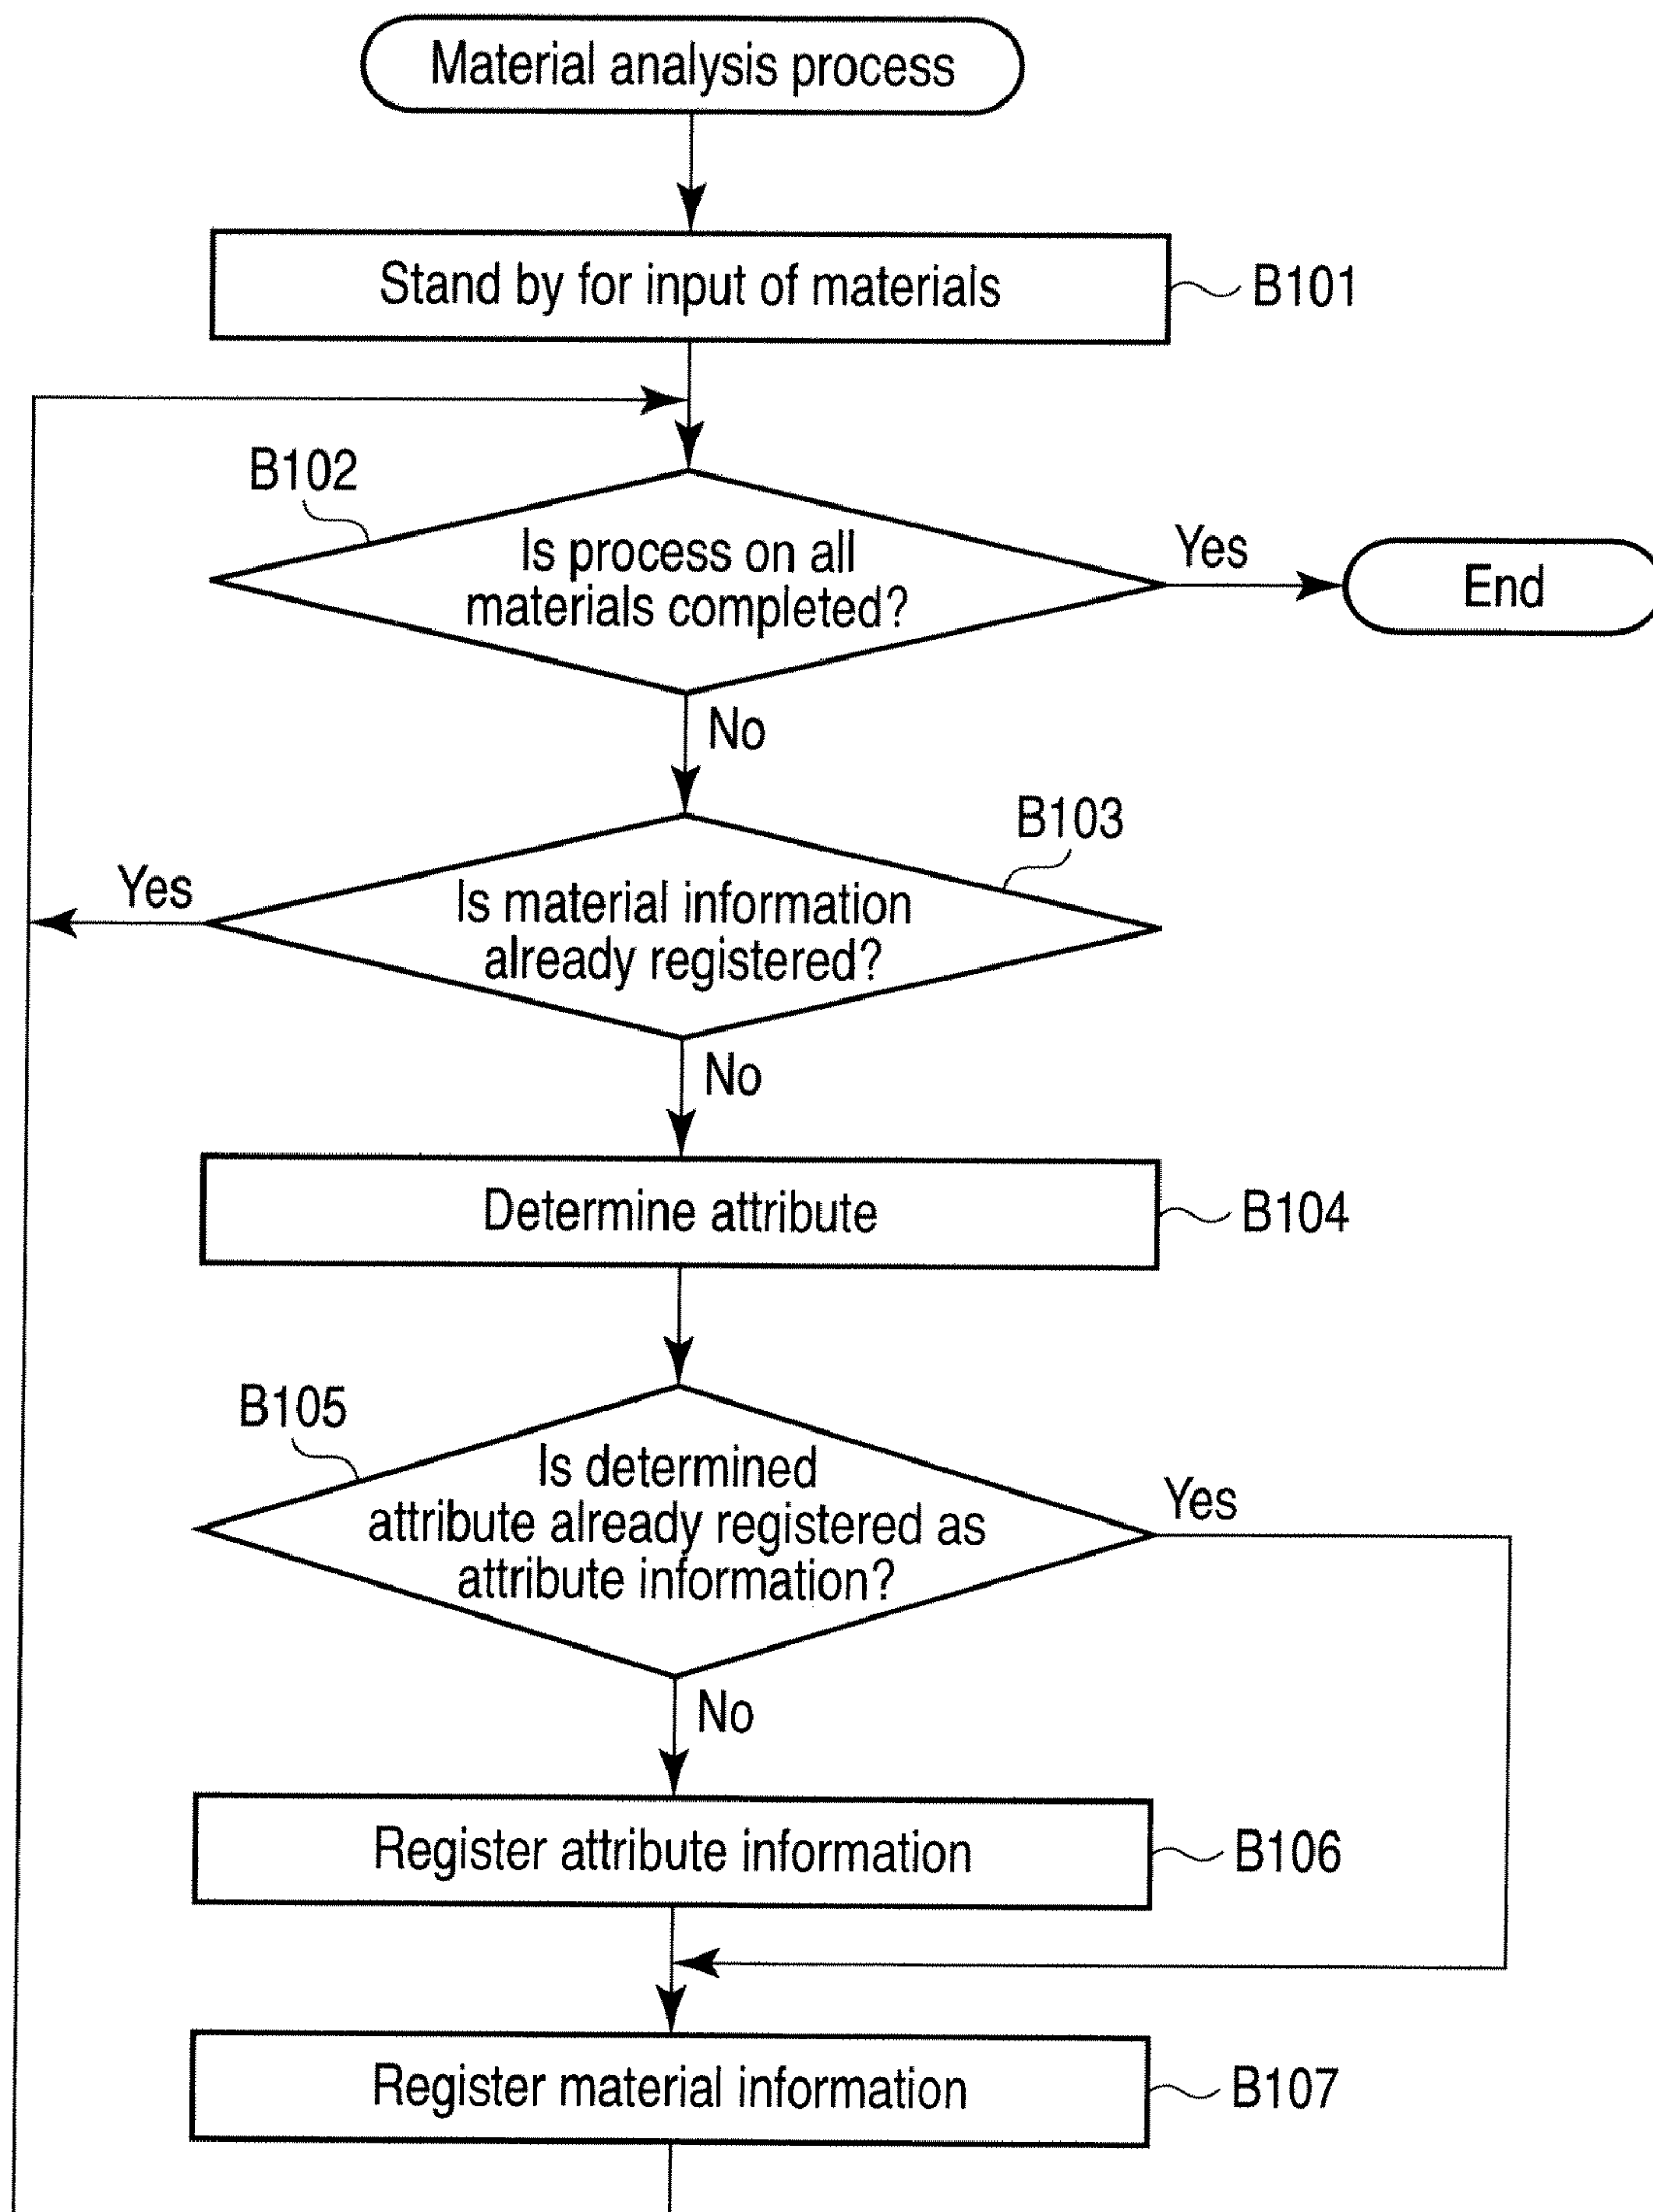 Material analysis process
Stand by for input of materials
B101
B102
Is process on all
materials completed?
Yes
End
No
B103
Is material information
already registered?
Yes
No
Determine attribute
B104
B105
Is determined
attribute already registered as
attribute information?
Yes
No
Register attribute information
B106
Register material information
B107